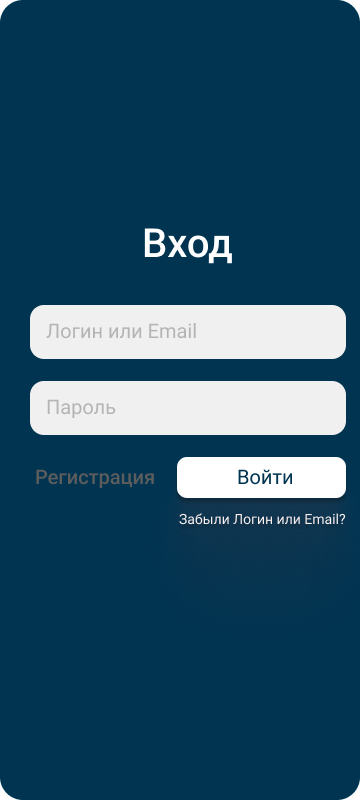 Вход
Логин или Email
Пароль
Регистрация
Войти
Забыли Логин или Email?